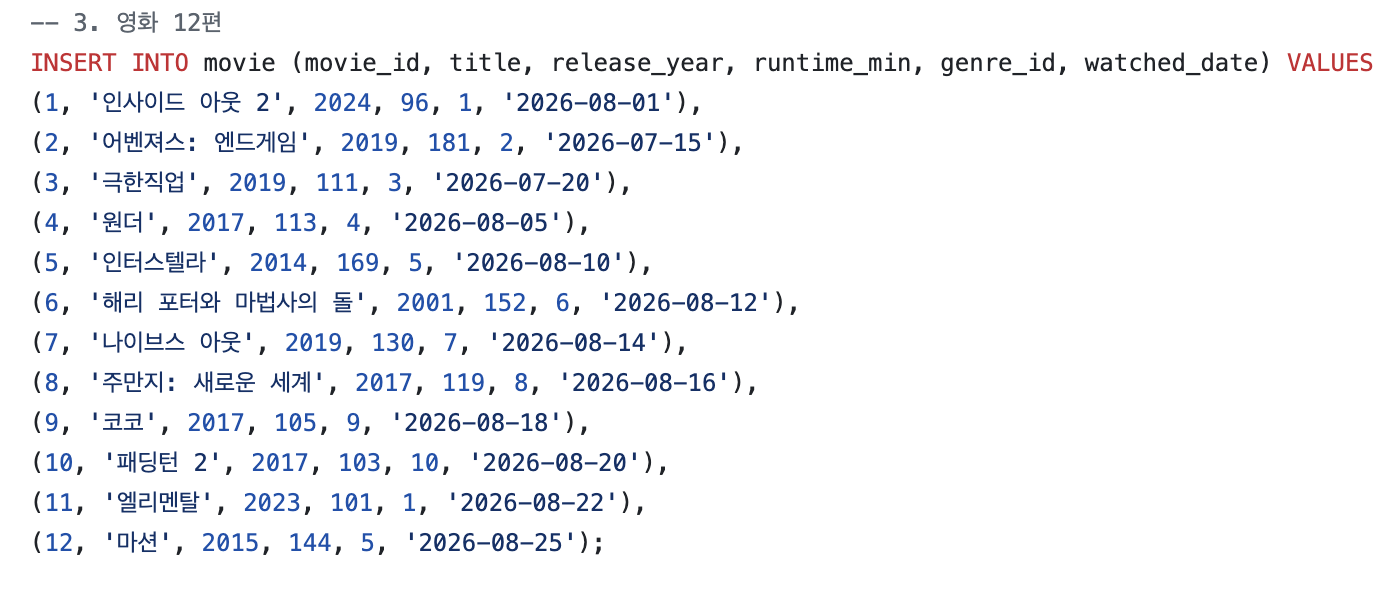 -- 3. 영화 12편
INSERT INTO movie (movie_id, title, release_year, runtime_min, genre_id, watched_date) VALUES
(1, '인사이드 아웃 2', 2024, 96, 1, '2026-08-01'),
(2, '어벤져스: 엔드게임', 2019, 181, 2, '2026-07-15'),
(3, '극한직업', 2019, 111, 3, '2026-07-20'),
(4, '원더', 2017, 113, 4, '2026-08-05'),
(5, '인터스텔라', 2014, 169, 5, '2026-08-10'),
(6, '해리 포터와 마법사의 돌', 2001, 152, 6, '2026-08-12'),
(7, '나이브스 아웃', 2019, 130, 7, '2026-08-14'),
(8, '주만지: 새로운 세계', 2017, 119, 8, '2026-08-16'),
(9, '코코', 2017, 105, 9, '2026-08-18'),
(10, '패딩턴 2', 2017, 103, 10, '2026-08-20'),
(11, '엘리멘탈', 2023, 101, 1, '2026-08-22'),
(12, '마션', 2015, 144, 5, '2026-08-25');